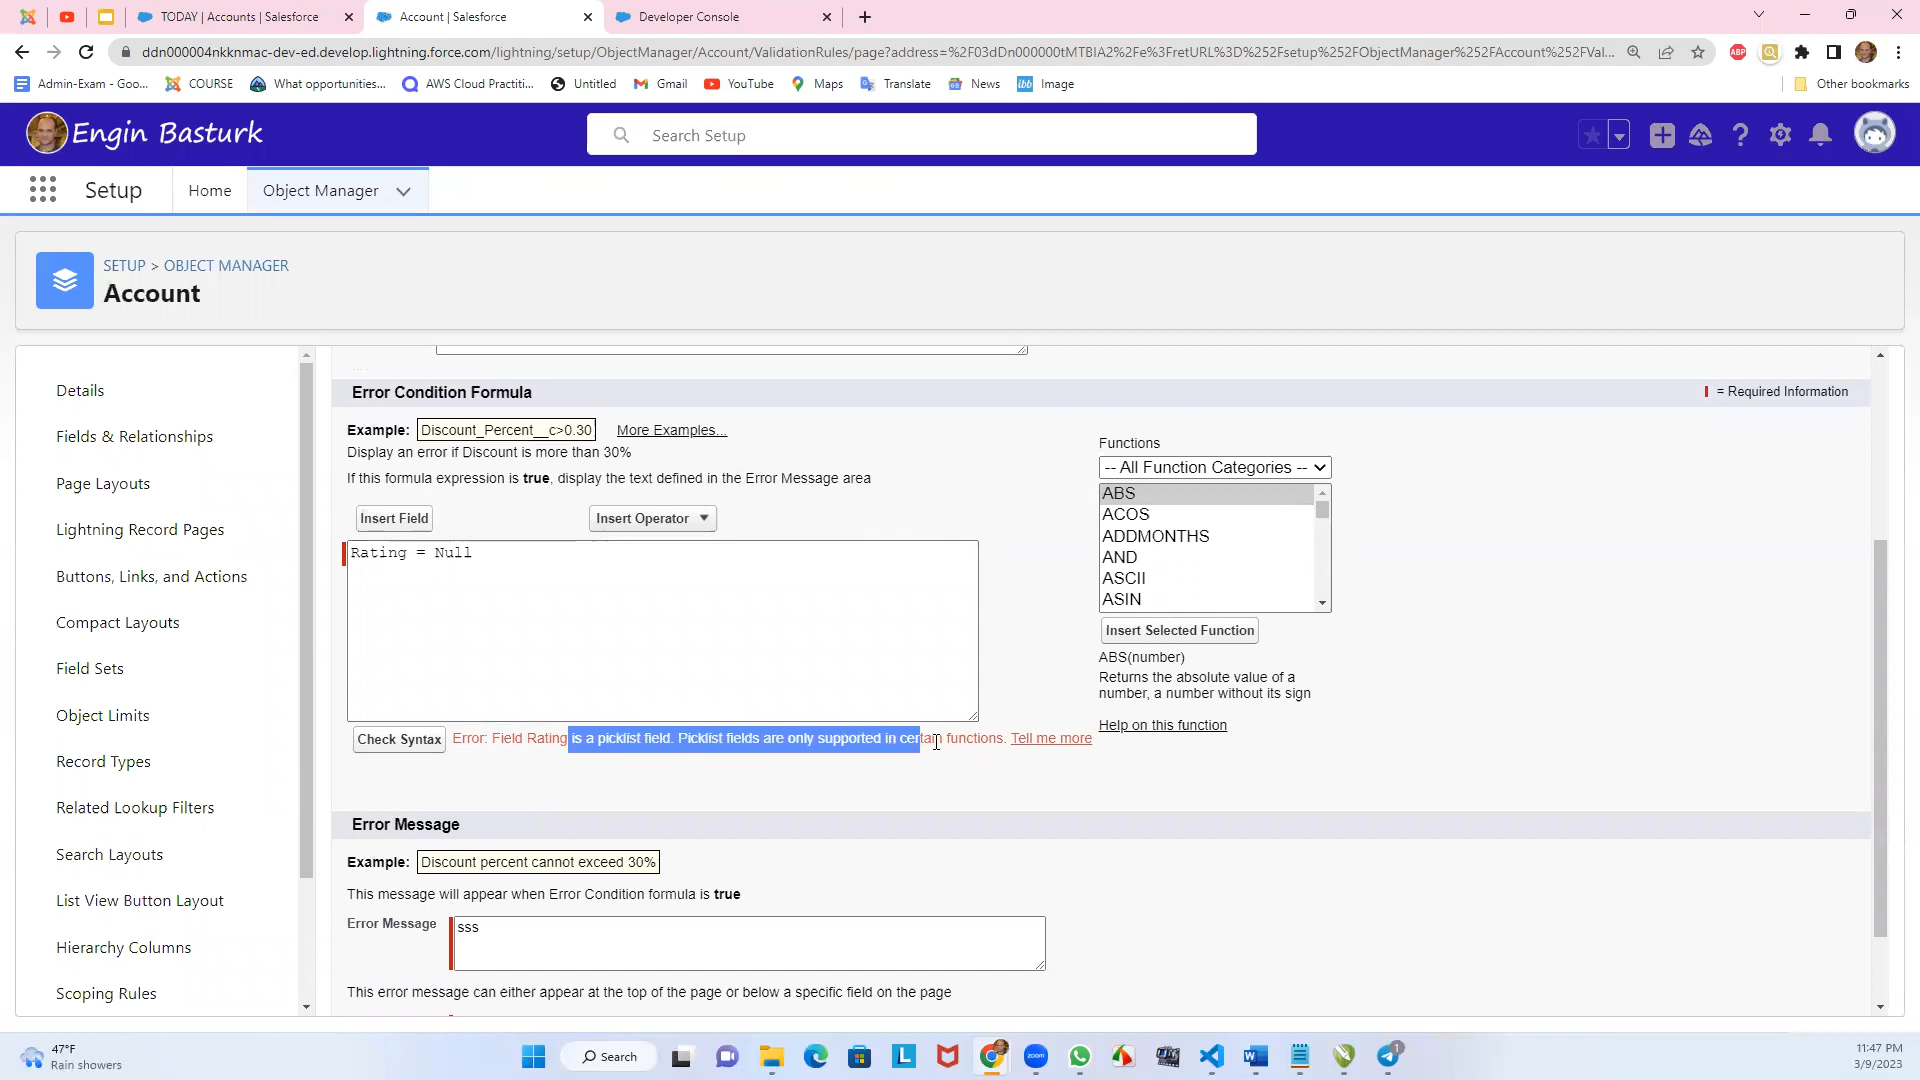 TODAY | Accounts | Salesforce
Account | Salesforce
Developer Console
ddn000004nkknmac-dev-ed.develop.lightning.force.com/lightning/setup/ObjectManager/Account/ValidationRules/page?address=%2F03dDn000000tMTBIA2%2Fe%3FretURL%3D%252Fsetup%252FObjectManager%252FAccount%252FVal...
ABP
Admin-Exam - Goo...
COURSE
What opportunities...
AWS Cloud Practiti...
Untitled
Gmail
YouTube
Maps
Translate
News
ibb Image
Other bookmarks
Engin Basturk
Search Setup
Setup
Home
Object Manager
SETUP > OBJECT MANAGER
Account
Details
Fields & Relationships
Page Layouts
Lightning Record Pages
Buttons, Links, and Actions
Compact Layouts
Field Sets
Object Limits
Record Types
Related Lookup Filters
Search Layouts
List View Button Layout
Hierarchy Columns
Scoping Rules
Error Condition Formula
= Required Information
Example: Discount_Percent__c>0.30 More Examples...
Display an error if Discount is more than 30%
If this formula expression is true, display the text defined in the Error Message area
Insert Field
Insert Operator
Rating = Null
Check Syntax
Error: Field Rating is a picklist field. Picklist fields are only supported in certain functions. Tell me more
Functions
-- All Function Categories --
ABS
ACOS
ADDMONTHS
AND
ASCII
ASIN
Insert Selected Function
ABS(number)
Returns the absolute value of a
number, a number without its sign
Help on this function
Error Message
Example: Discount percent cannot exceed 30%
This message will appear when Error Condition formula is true
Error Message
sss
This error message can either appear at the top of the page or below a specific field on the page
47°F
Rain showers
Search
L
zoom
W
1
11:47 PM
3/9/2023